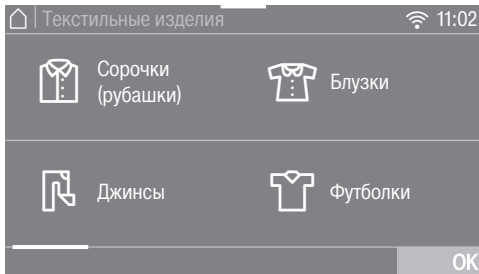 Текстильные изделия 11:02
Сорочки
(рубашки)
Блузки
Джинсы
Футболки
OK